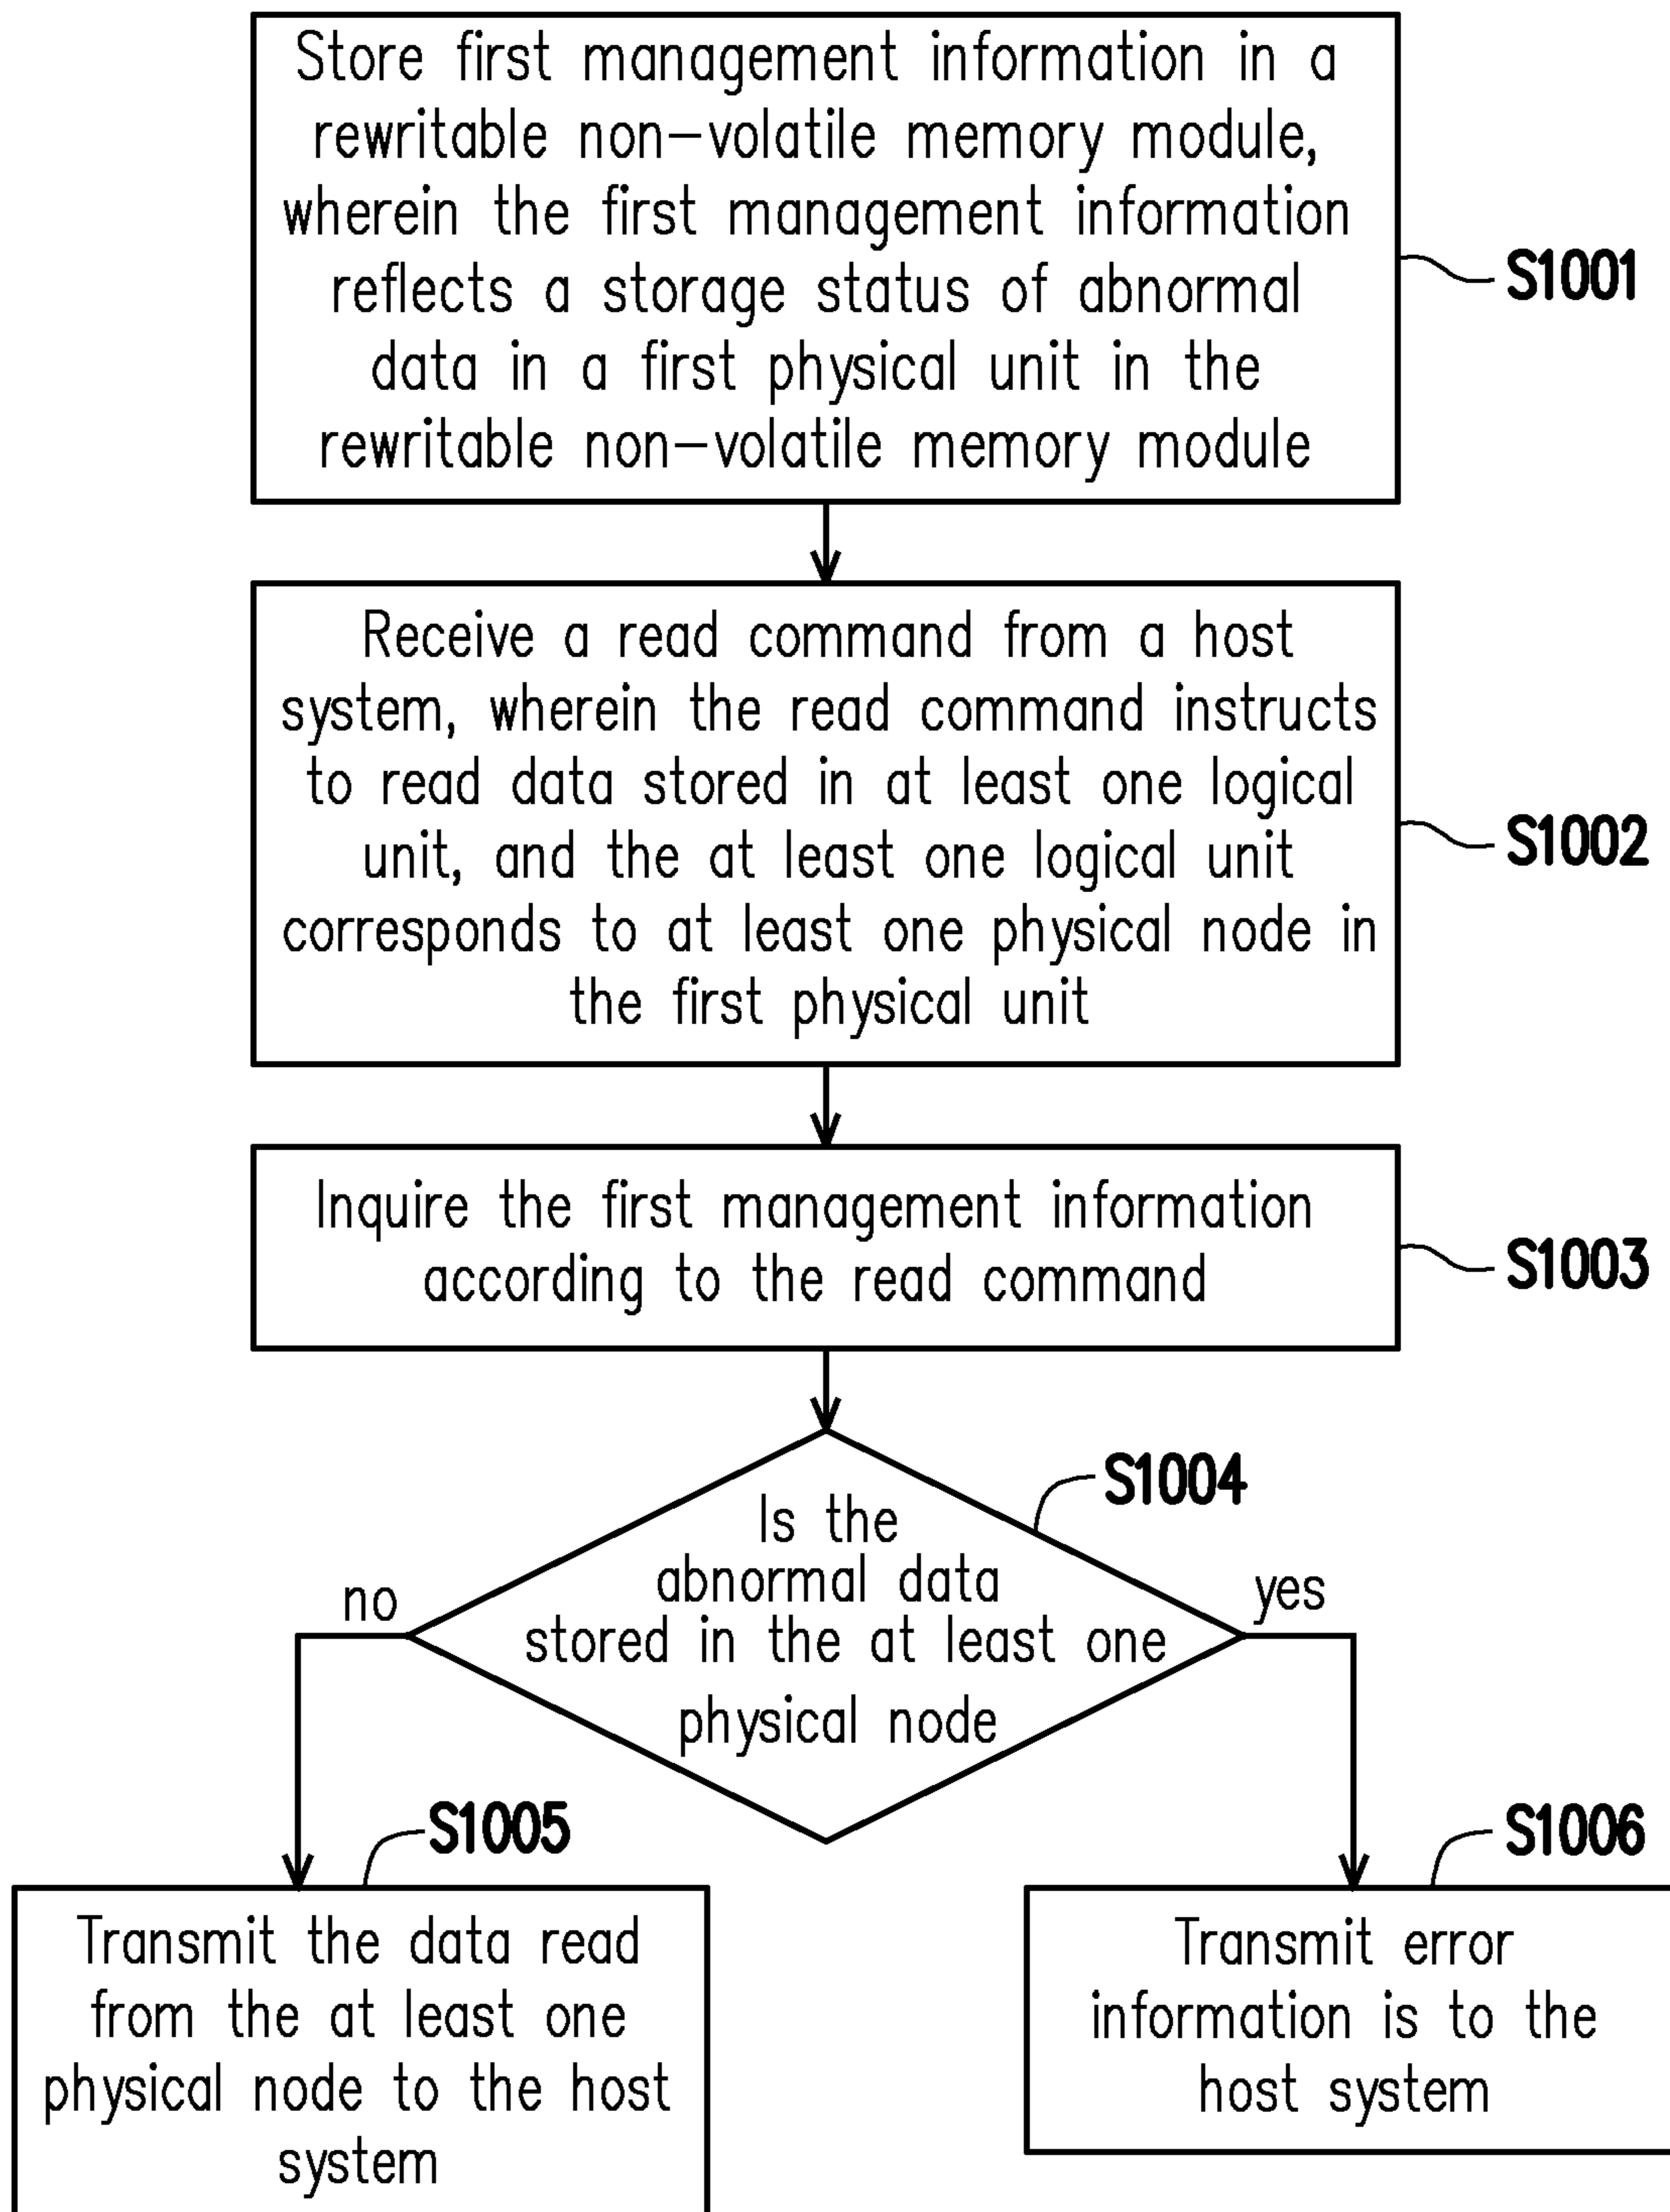 Store first management information in a
rewritable non-volatile memory module,
wherein the first management information
reflects a storage status of abnormal
data in a first physical unit in the
rewritable non-volatile memory module
S1001
Receive a read command from a host
system, wherein the read command instructs
to read data stored in at least one logical
unit, and the at least one logical unit
corresponds to at least one physical node in
the first physical unit
S1002
Inquire the first management information
according to the read command
S1003
S1004
Is the
abnormal data
stored in the at least one
physical node
no
yes
S1005
Transmit the data read
from the at least one
physical node to the host
system
S1006
Transmit error
information is to the
host system